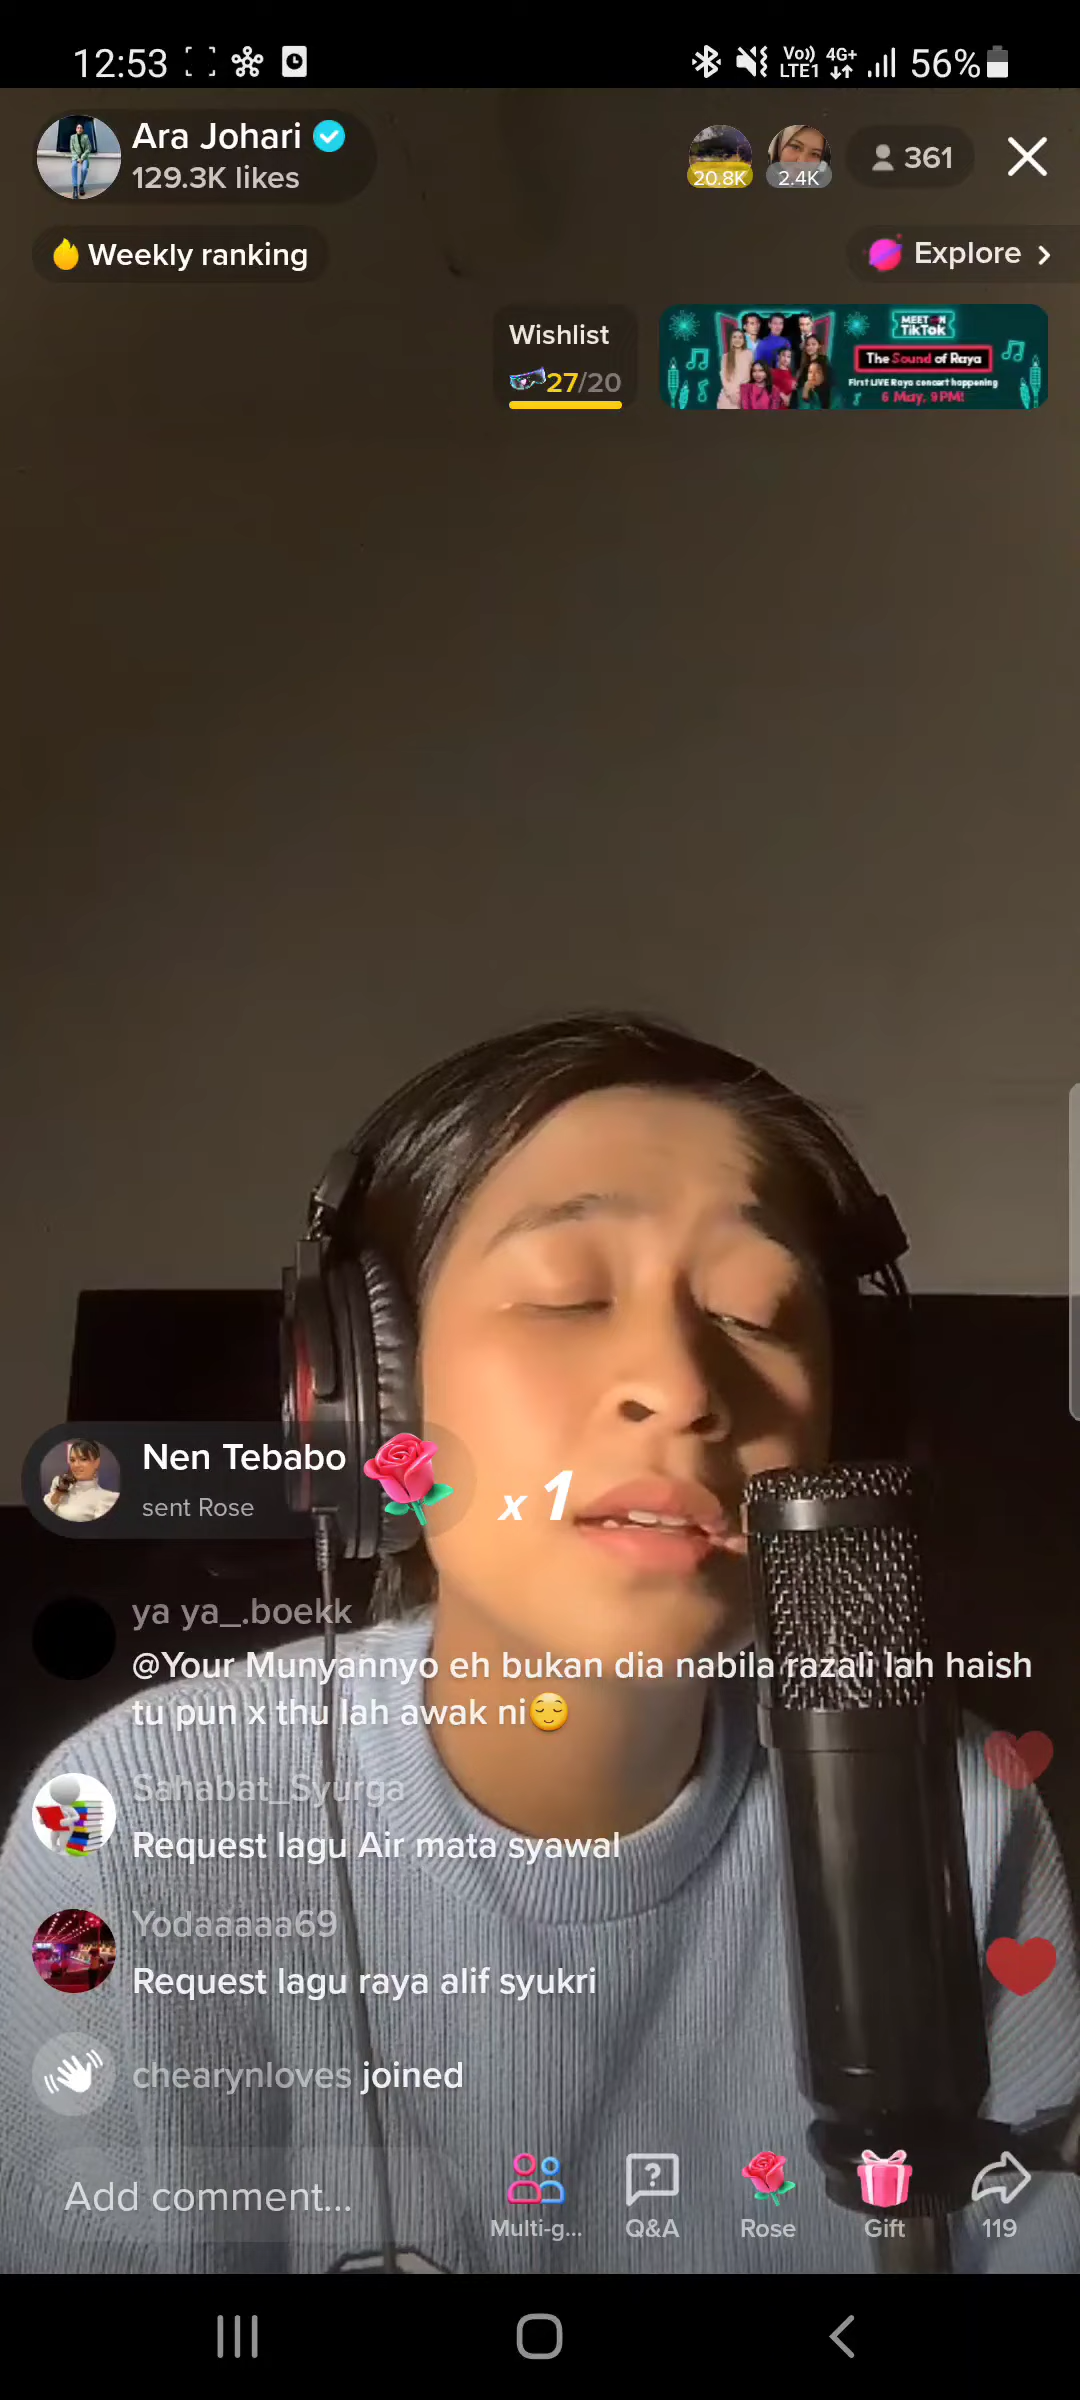 12:53
Vo)) LTE1 4G+ 56%
Ara Johari
129.3K likes
20.8K 2.4K 361
Weekly ranking
Explore
Wishlist
27/20
MEET ON TikTok
The Sound of Raya
First LIVE Raya concert happening
6 May, 9PM!
Nen Tebabo
sent Rose
x 1
ya ya_.boekk
@Your Munyannyo eh bukan dia nabila razali lah haish
tu pun x thu lah awak ni😌
Sahabat_Syurga
Request lagu Air mata syawal
Yodaaaaa69
Request lagu raya alif syukri
chearynloves joined
Add comment...
Multi-g... Q&A Rose Gift 119